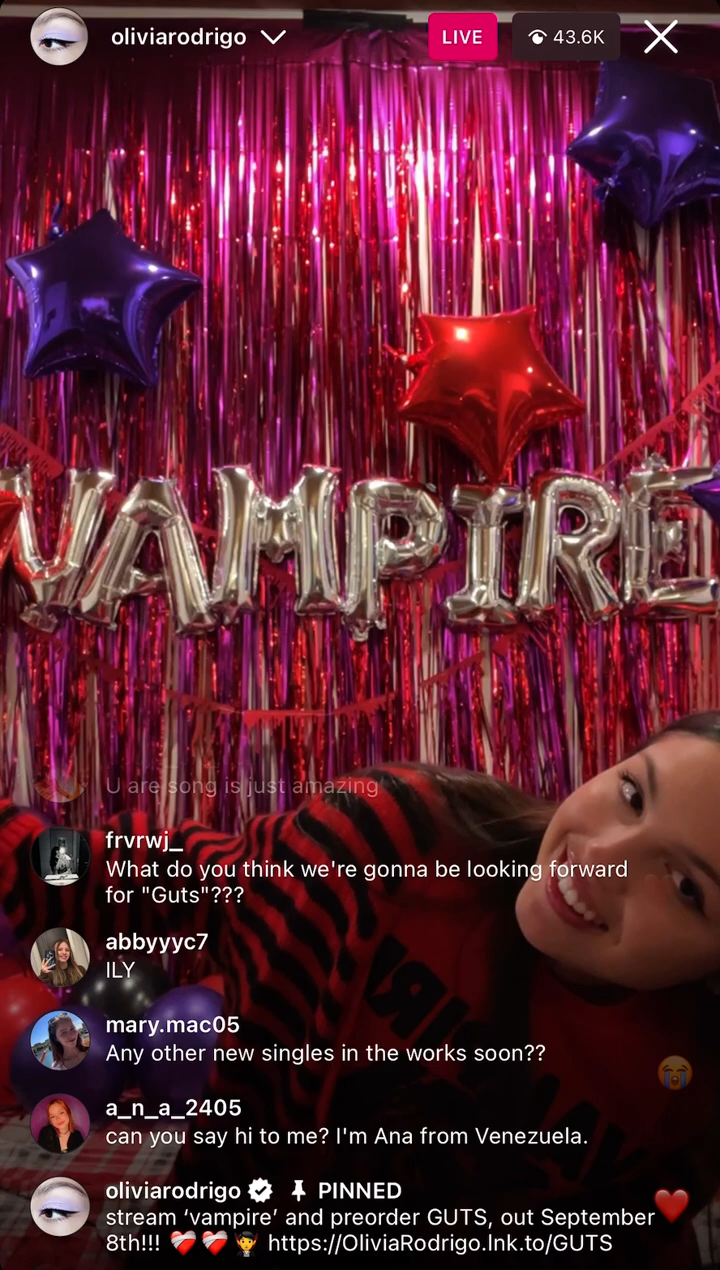 oliviarodrigo
LIVE
43.6K
VAMPIRE
U are song is just amazing
frvrwj_
What do you think we're gonna be looking forward
for "Guts"???
abbyyyc7
ILY
mary.mac05
Any other new singles in the works soon??
a_n_a_2405
can you say hi to me? I'm Ana from Venezuela.
oliviarodrigo PINNED
stream ‘vampire’ and preorder GUTS, out September
8th!!! ❤️‍🩹❤️‍🩹🧛 https://OliviaRodrigo.lnk.to/GUTS